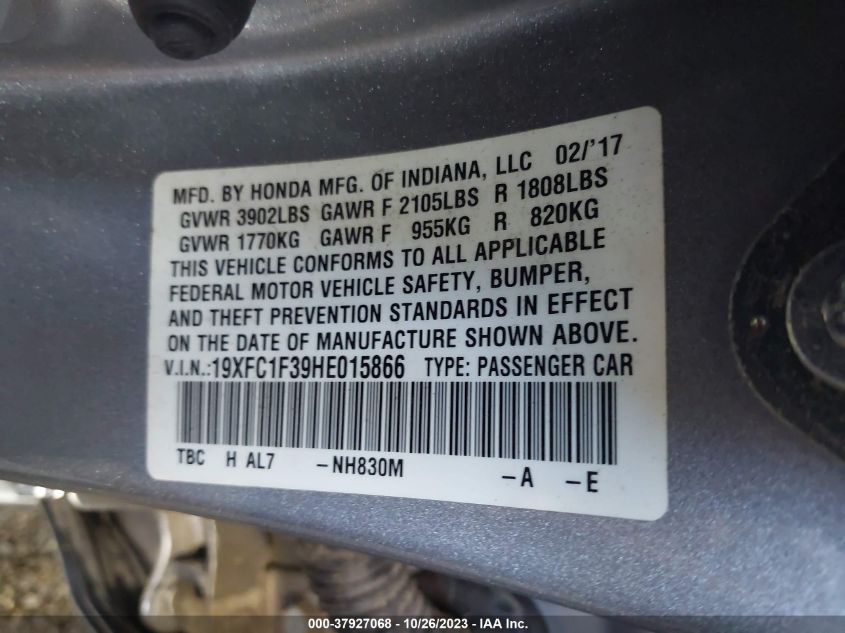 MFD. BY HONDA MFG. OF INDIANA, LLC 02/'17
GVWR 3902LBS GAWR F 2105LBS R 1808LBS
GVWR 1770KG GAWR F 955KG R 820KG
THIS VEHICLE CONFORMS TO ALL APPLICABLE
FEDERAL MOTOR VEHICLE SAFETY, BUMPER,
AND THEFT PREVENTION STANDARDS IN EFFECT
ON THE DATE OF MANUFACTURE SHOWN ABOVE.
V.I.N.:19XFC1F39HE015866 TYPE: PASSENGER CAR
TBC H AL7 -NH830M -A -E
000-37927068 - 10/26/2023 - IAA Inc.